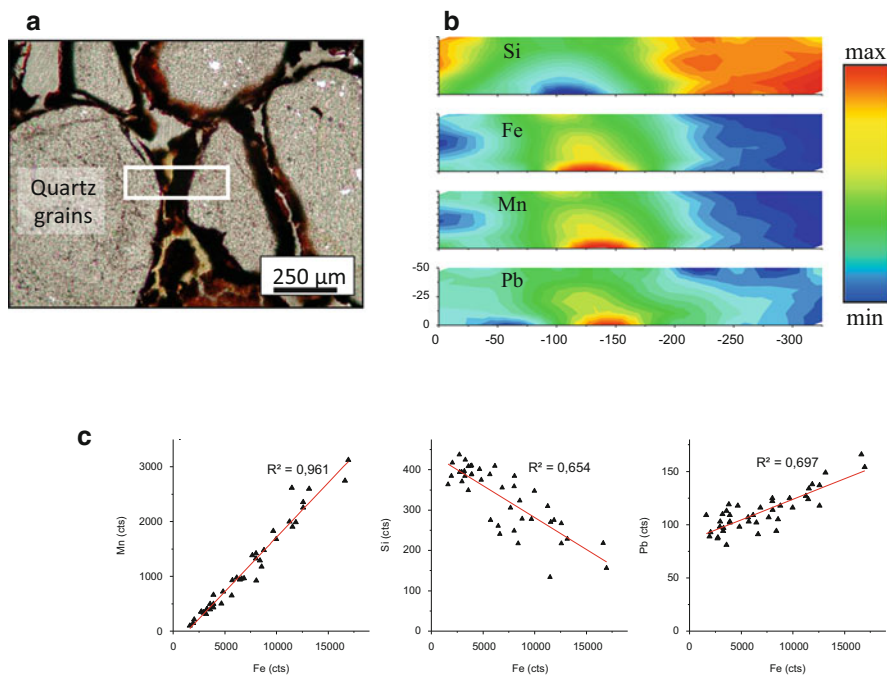 a
Quartz
grains
250 μm
b
Si
Fe
Mn
Pb
-50
-25
0
0 -50 -100 -150 -200 -250 -300
max
min
c
R² = 0,961
3000
2000
1000
0
Mn (cts)
0 5000 10000 15000
Fe (cts)
R² = 0,654
400
300
200
100
0
Si (cts)
0 5000 10000 15000
Fe (cts)
R² = 0,697
150
100
50
0
Pb (cts)
0 5000 10000 15000
Fe (cts)